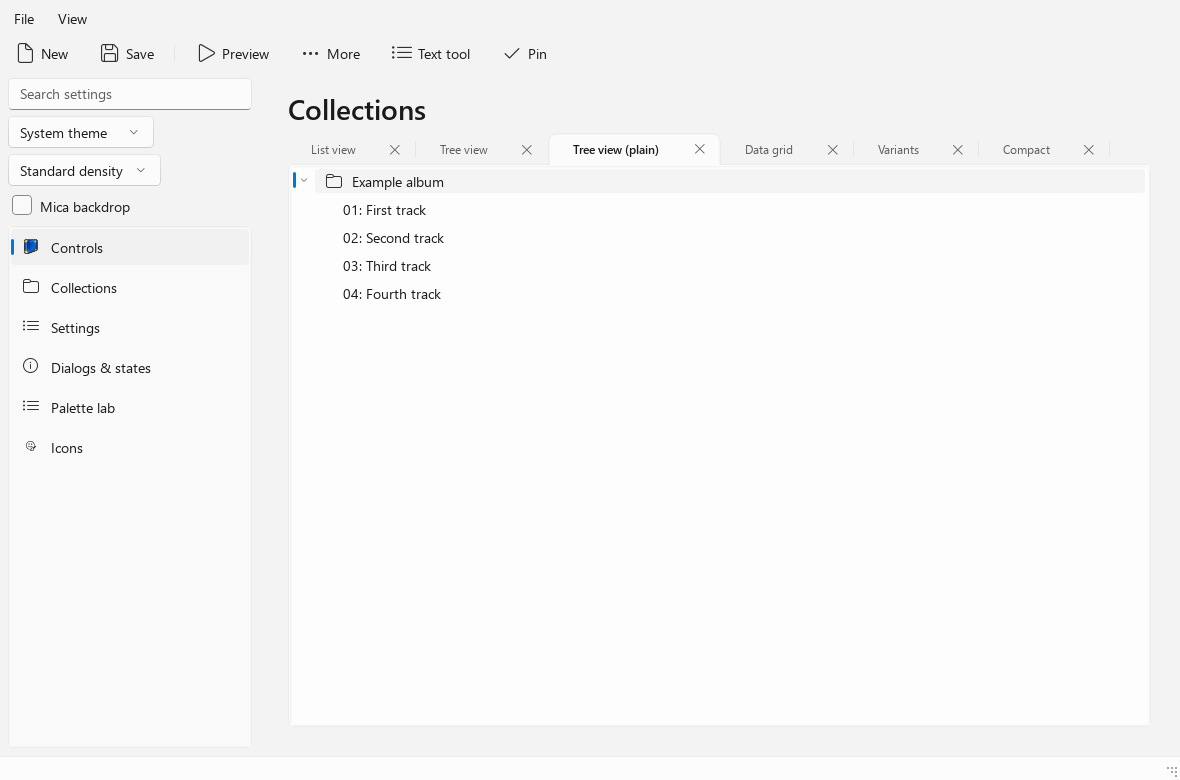 File View
New Save Preview More Text tool Pin
Search settings
System theme
Standard density
Mica backdrop
Controls
Collections
Settings
Dialogs & states
Palette lab
Icons
Collections
List view Tree view Tree view (plain) Data grid Variants Compact
Example album
01: First track
02: Second track
03: Third track
04: Fourth track